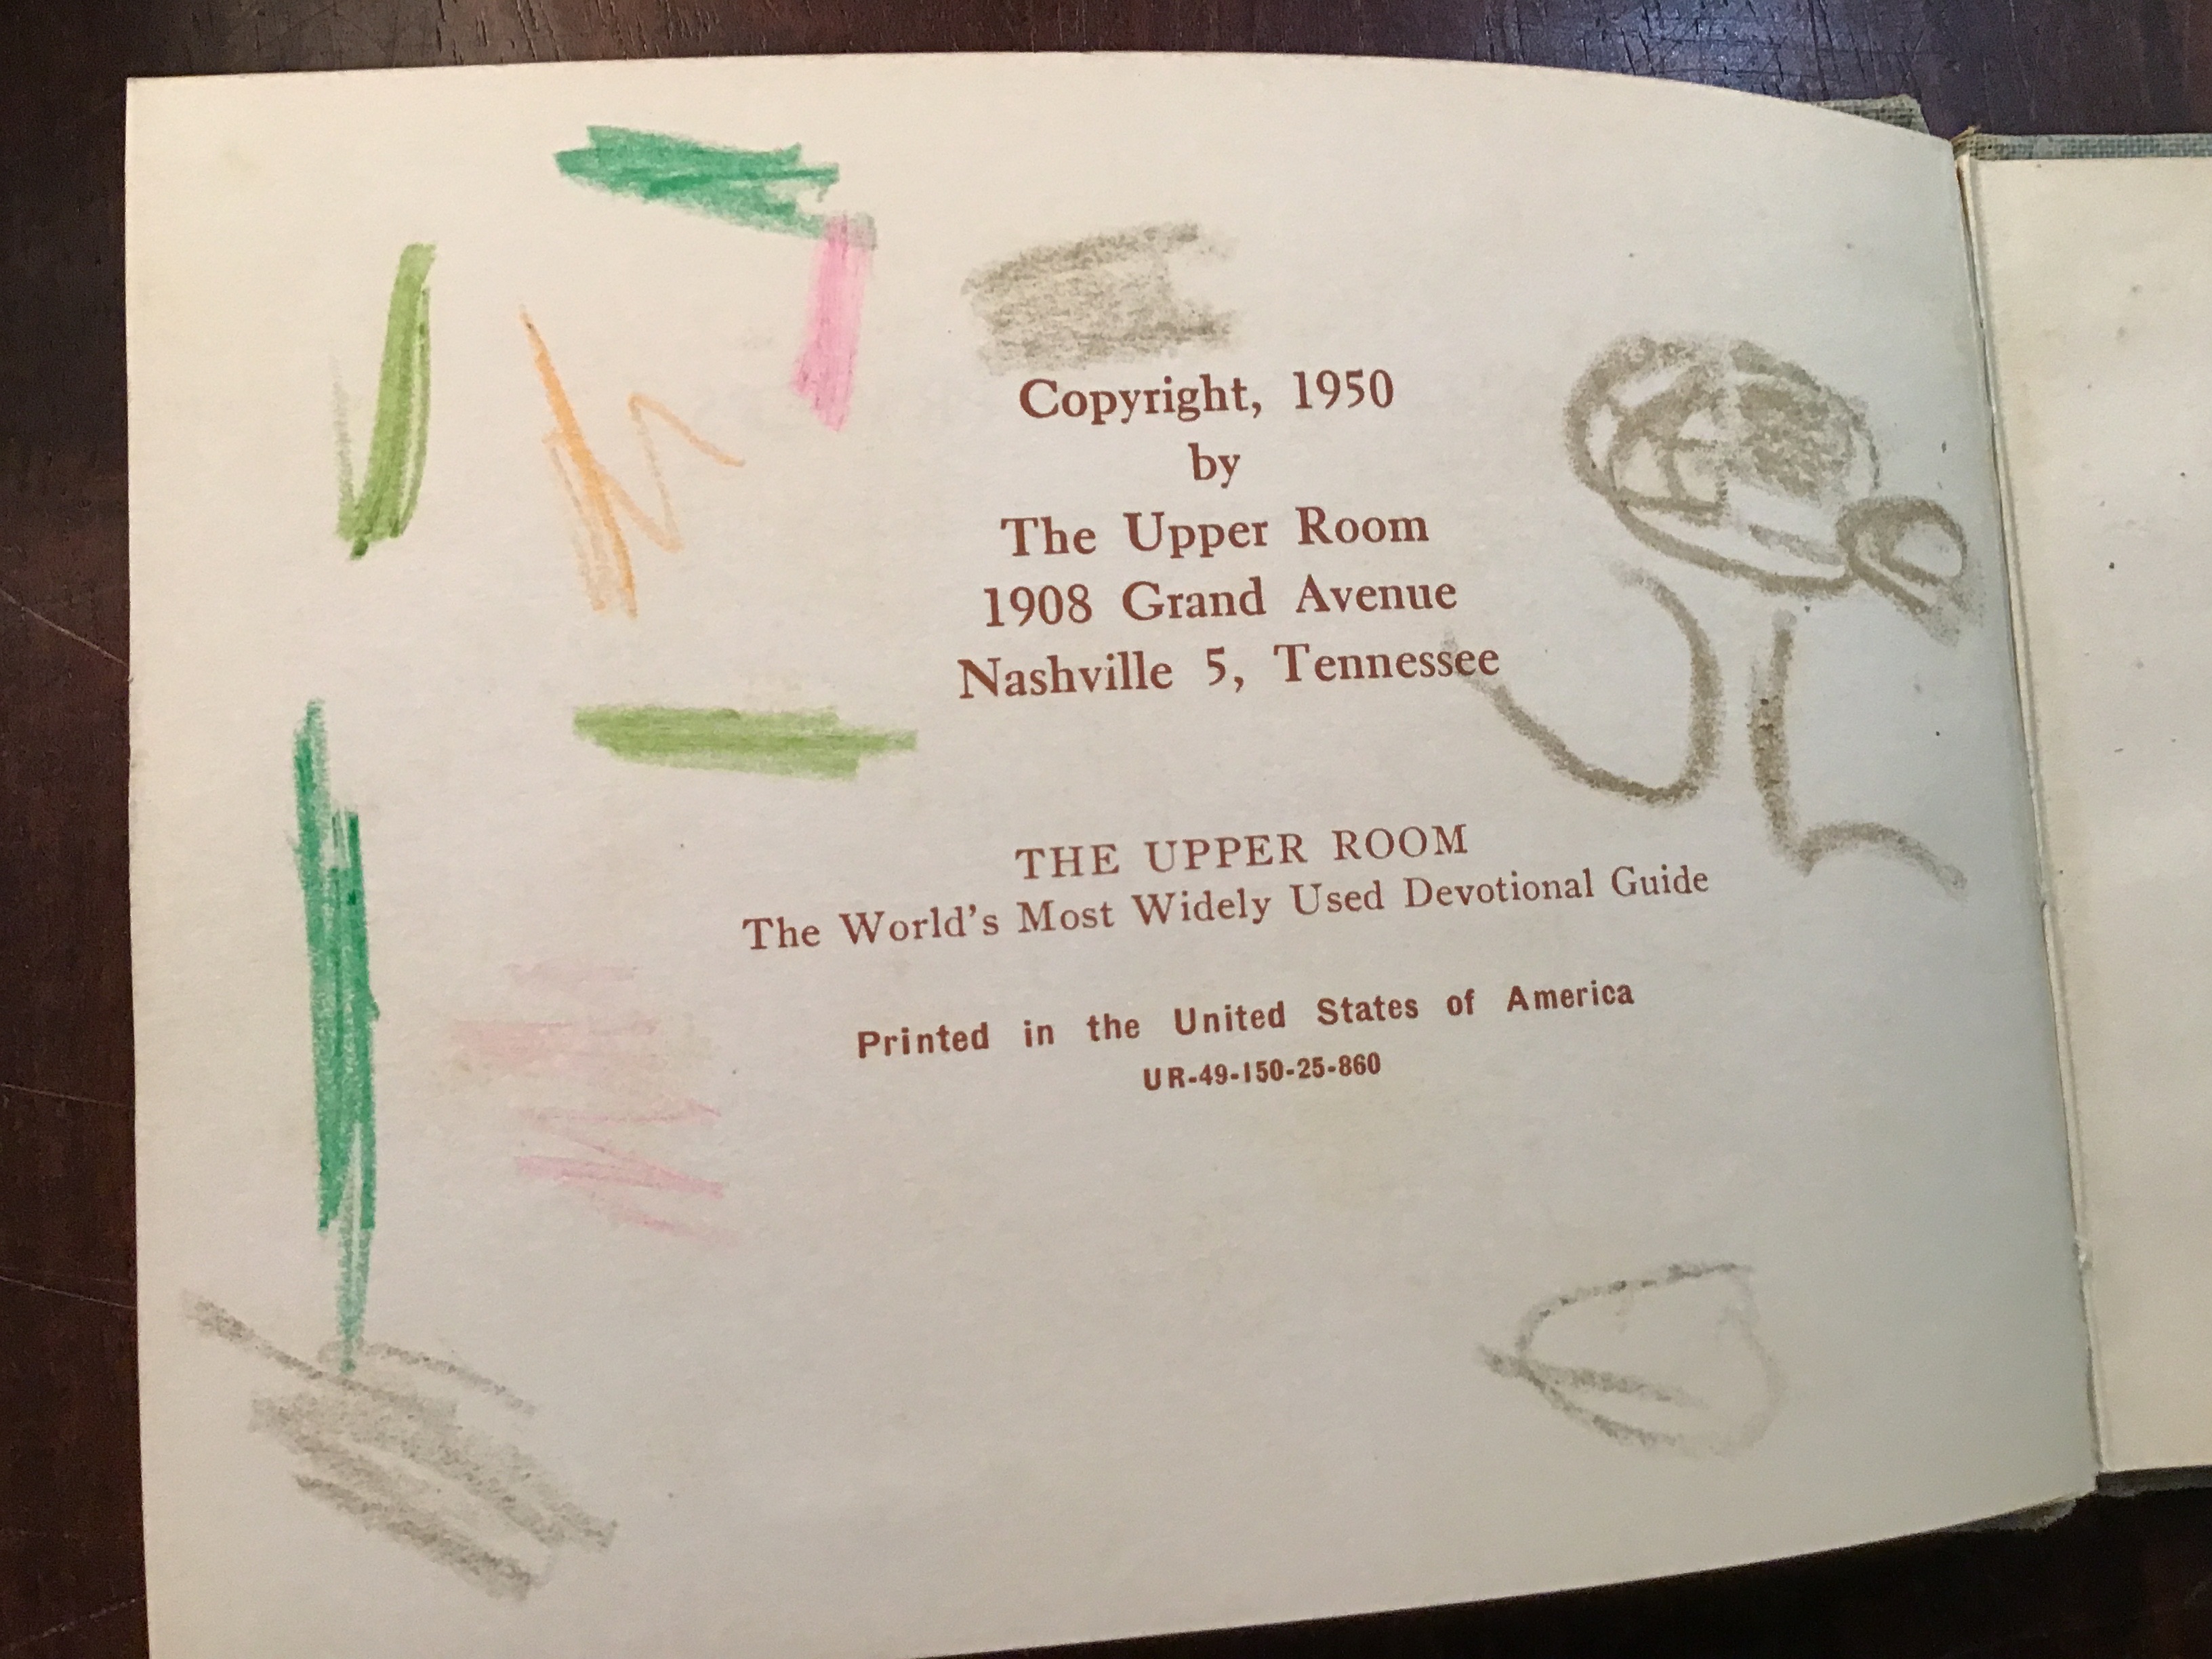 Copyright, 1950
by
The Upper Room
1908 Grand Avenue
Nashville 5, Tennessee
THE UPPER ROOM
The World's Most Widely Used Devotional Guide
Printed in the United States of America
UR-49-150-25-860